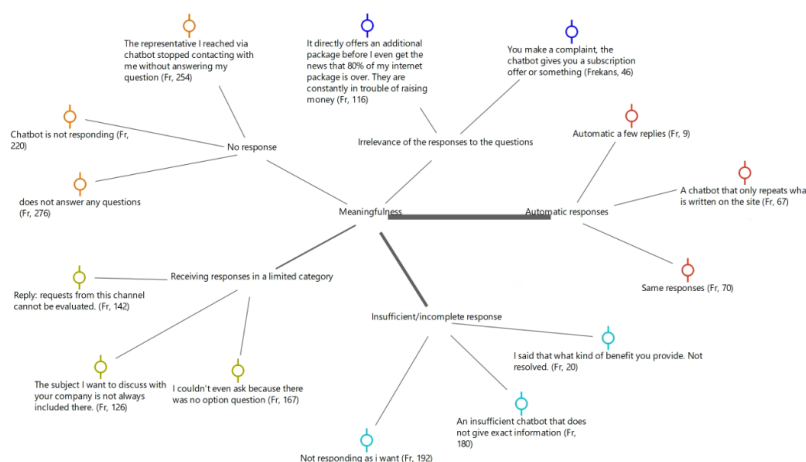 The representative I reached via
chatbot stopped contacting with
me without answering my
question (Fr, 254)
It directly offers an additional
package before I even get the
news that 80% of my internet
package is over. They are
constantly in trouble of raising
money (Fr, 116)
You make a complaint, the
chatbot gives you a subscription
offer or something (Frekans, 46)
Chatbot is not responding (Fr,
220)
No response
Irrelevance of the responses to the questions
Automatic a few replies (Fr, 9)
does not answer any questions
(Fr, 276)
A chatbot that only repeats wha
is written on the site (Fr, 67)
Meaningfulness
Automatic responses
Receiving responses in a limited category
Reply: requests from this channel
cannot be evaluated. (Fr, 142)
Same responses (Fr, 70)
Insufficient/incomplete response
I said that what kind of benefit you provide. Not
resolved. (Fr, 20)
The subject I want to discuss with
your company is not always
included there. (Fr, 126)
I couldn't even ask because there
was no option question (Fr, 167)
An insufficient chatbot that does
not give exact information (Fr,
180)
Not responding as i want (Fr, 192)